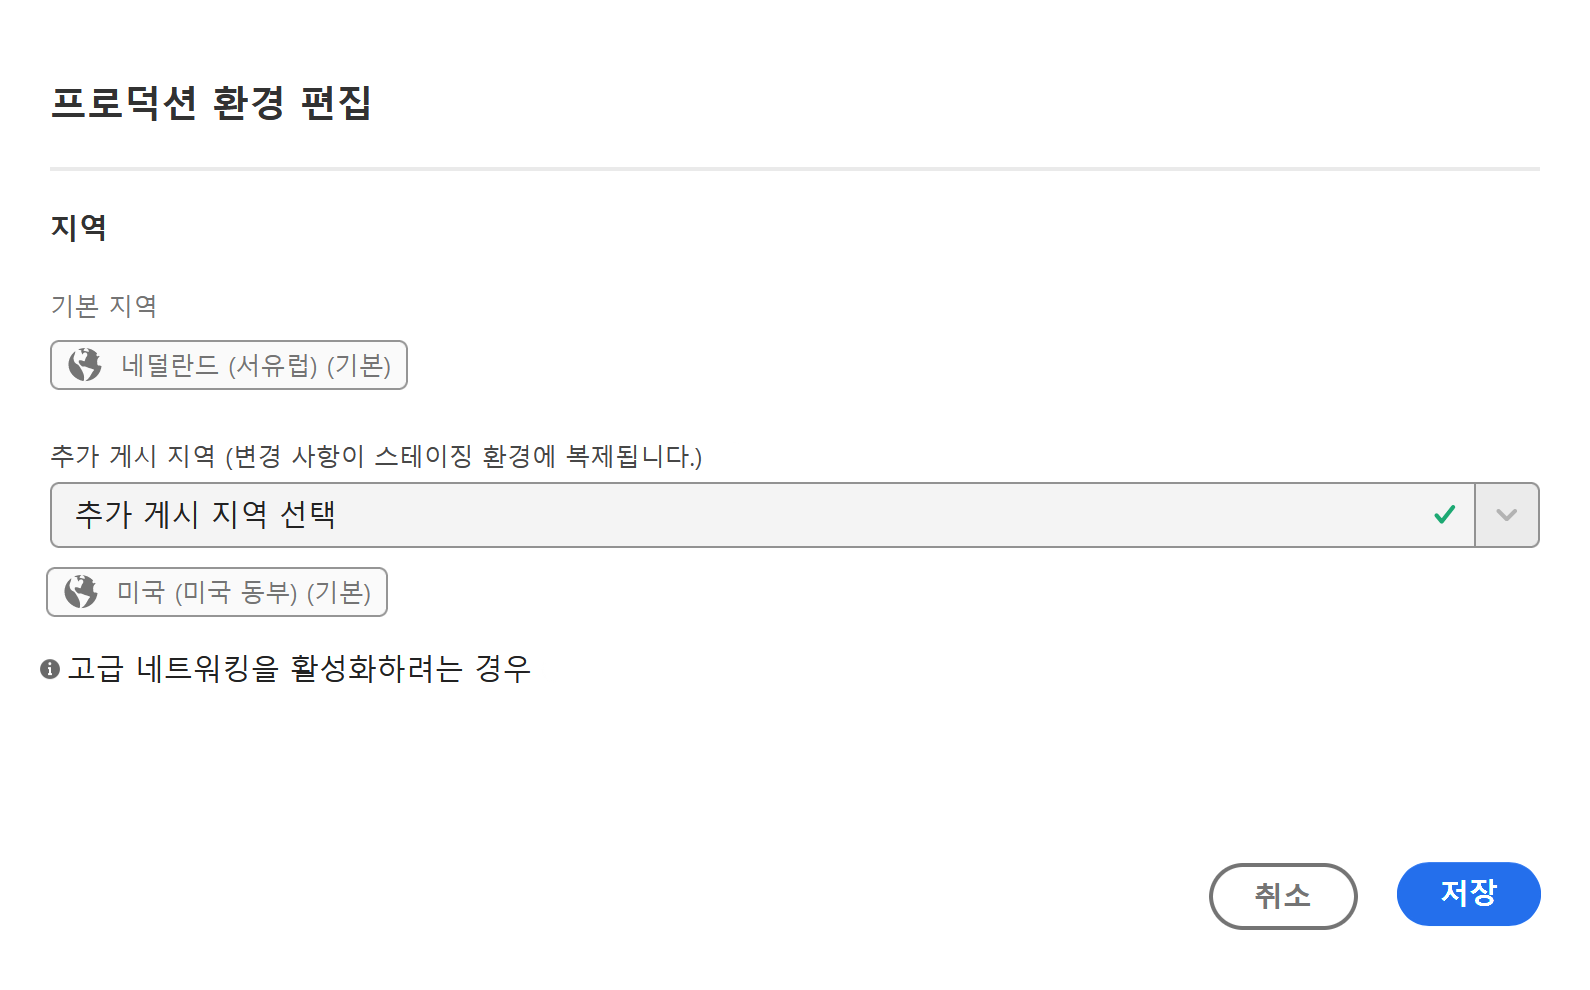 프로덕션 환경 편집
지역
기본 지역
네덜란드 (서유럽) (기본)
추가 게시 지역 (변경 사항이 스테이징 환경에 복제됩니다.)
추가 게시 지역 선택
미국 (미국 동부) (기본)
고급 네트워킹을 활성화하려는 경우
취소
저장